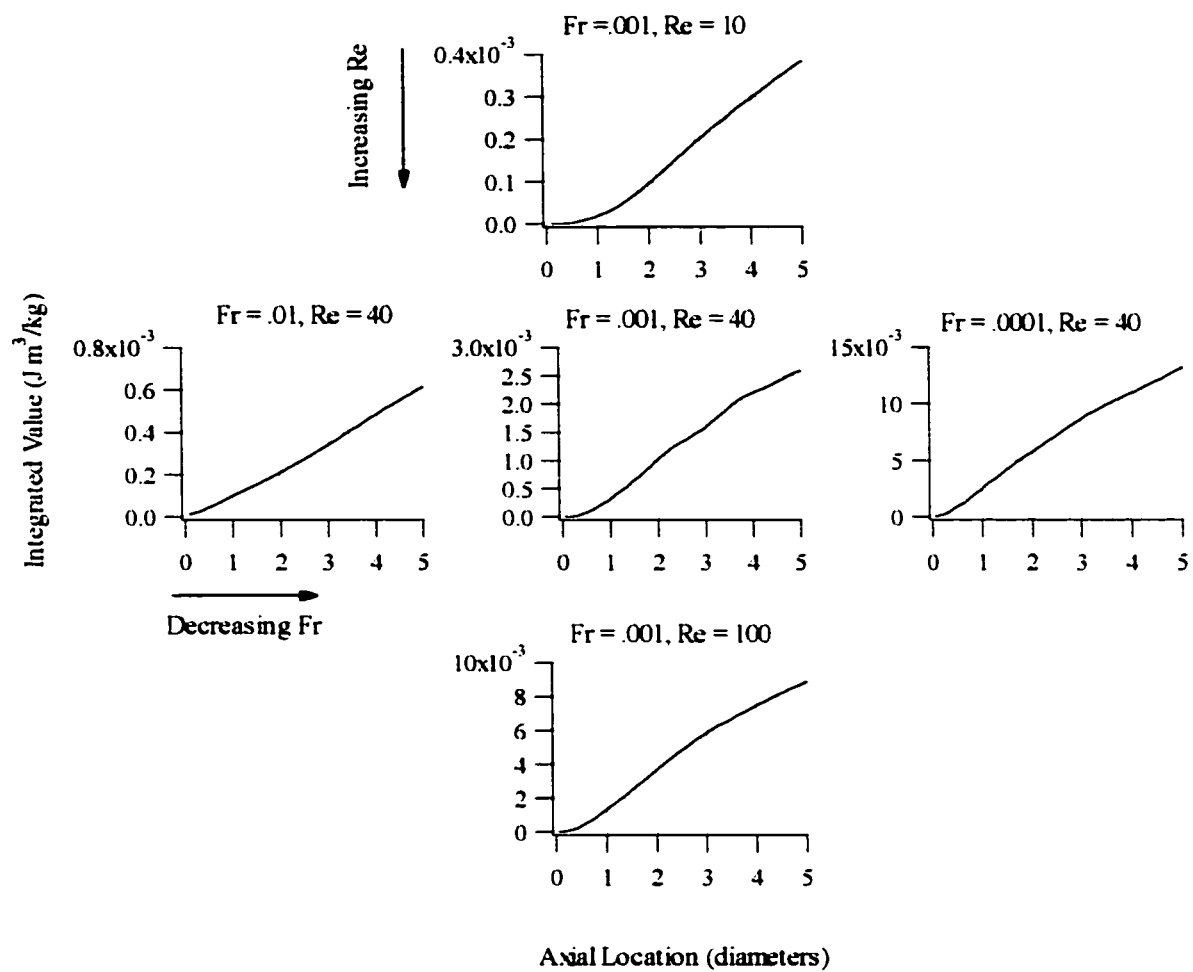 Fr =.001, Re = 10
Increasing Re
0.4x10⁻³
0.3
0.2
0.1
0.0
0 1 2 3 4 5
Integrated Value (J m³/kg)
Fr = .01, Re = 40
0.8x10⁻³
0.6
0.4
0.2
0.0
0 1 2 3 4 5
Fr = .001, Re = 40
3.0x10⁻³
2.5
2.0
1.5
1.0
0.5
0.0
0 1 2 3 4 5
Fr = .0001, Re = 40
15x10⁻³
10
5
0
0 1 2 3 4 5
Decreasing Fr
Fr = .001, Re = 100
10x10⁻³
8
6
4
2
0
0 1 2 3 4 5
Axial Location (diameters)